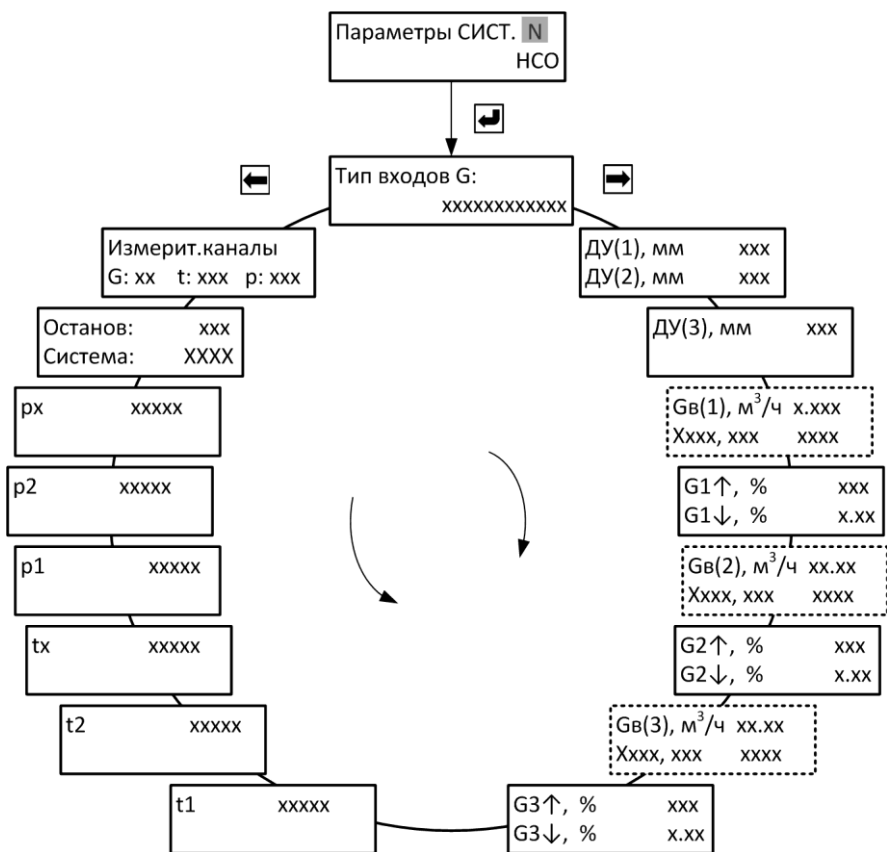 Параметры СИСТ. N
НСО
Тип входов G:
xxxxxxxxxxxx
ДУ(1), мм xxx
ДУ(2), мм xxx
ДУ(3), мм xxx
Gв(1), м³/ч x.xxx
Xxxx, xxx xxxx
G1↑, % xxx
G1↓, % x.xx
Gв(2), м³/ч xx.xx
Xxxx, xxx xxxx
G2↑, % xxx
G2↓, % x.xx
Gв(3), м³/ч xx.xx
Xxxx, xxx xxxx
G3↑, % xxx
G3↓, % x.xx
t1 xxxxx
t2 xxxxx
tx xxxxx
p1 xxxxx
p2 xxxxx
px xxxxx
Останов: xxx
Система: XXXX
Измерит.каналы
G: xx t: xxx p: xxx